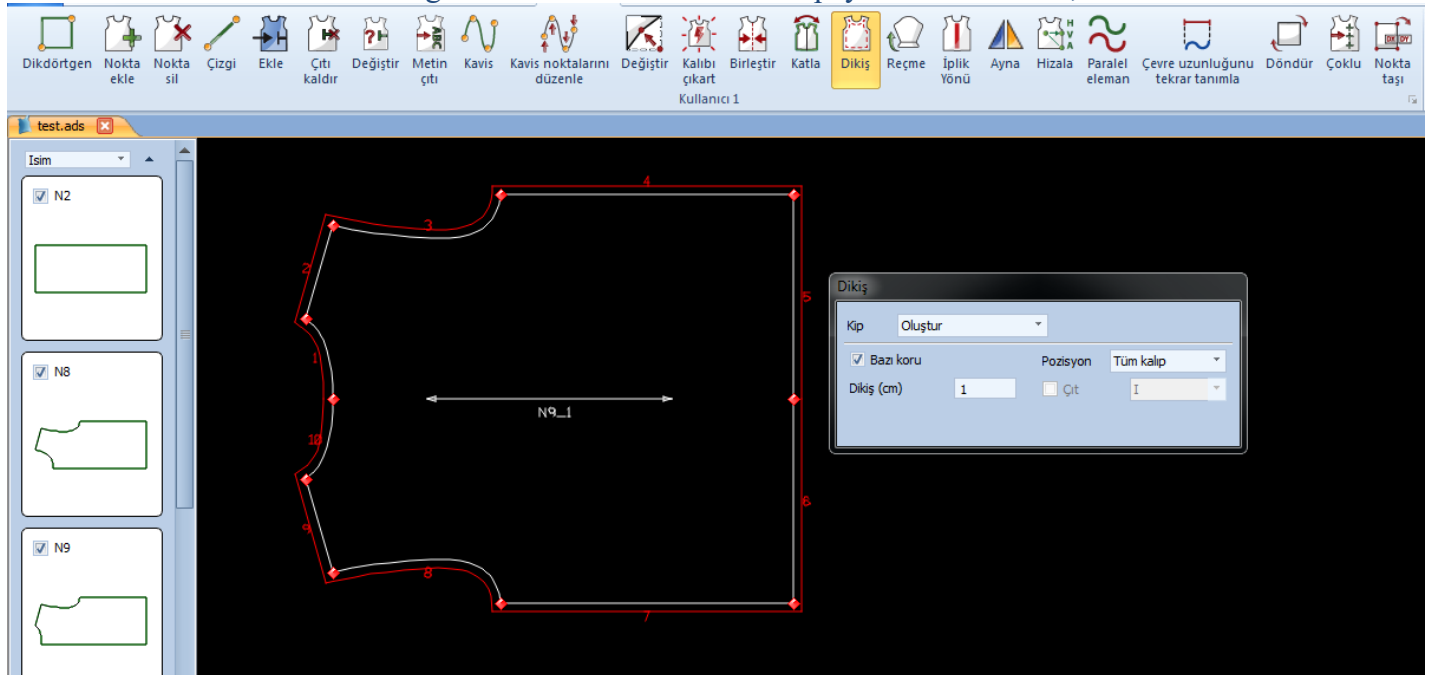 Dikdörtgen
Nokta ekle
Nokta sil
Çizgi
Ekle
Çıtı kaldır
Değiştir
Metin çıtı
Kavis
Kavis noktalarını düzenle
Değiştir
Kalıbı çıkart
Birleştir
Katla
Dikiş
Reçme
İplik Yönü
Ayna
Hizala
Paralel eleman
Çevre uzunluğunu tekrar tanımla
Döndür
Çoklu
Nokta taşı
Kullanıcı 1
test.ads
Isim
N2
N8
N9
4
3
2
1
10
9
8
7
5
6
N9_1
Dikiş
Kip Oluştur
Bazı koru Pozisyon Tüm kalıp
Dikiş (cm) 1 Çıt I